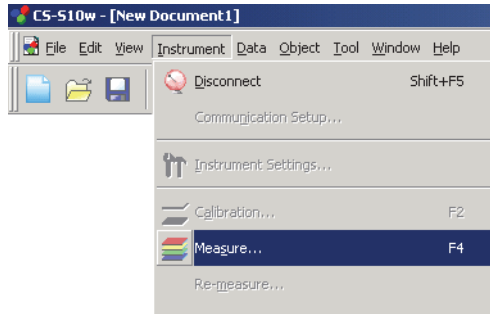 CS-S10w - [New Document1]
File Edit View Instrument Data Object Tool Window Help
Disconnect Shift+F5
Communication Setup...
Instrument Settings...
Calibration... F2
Measure... F4
Re-measure...